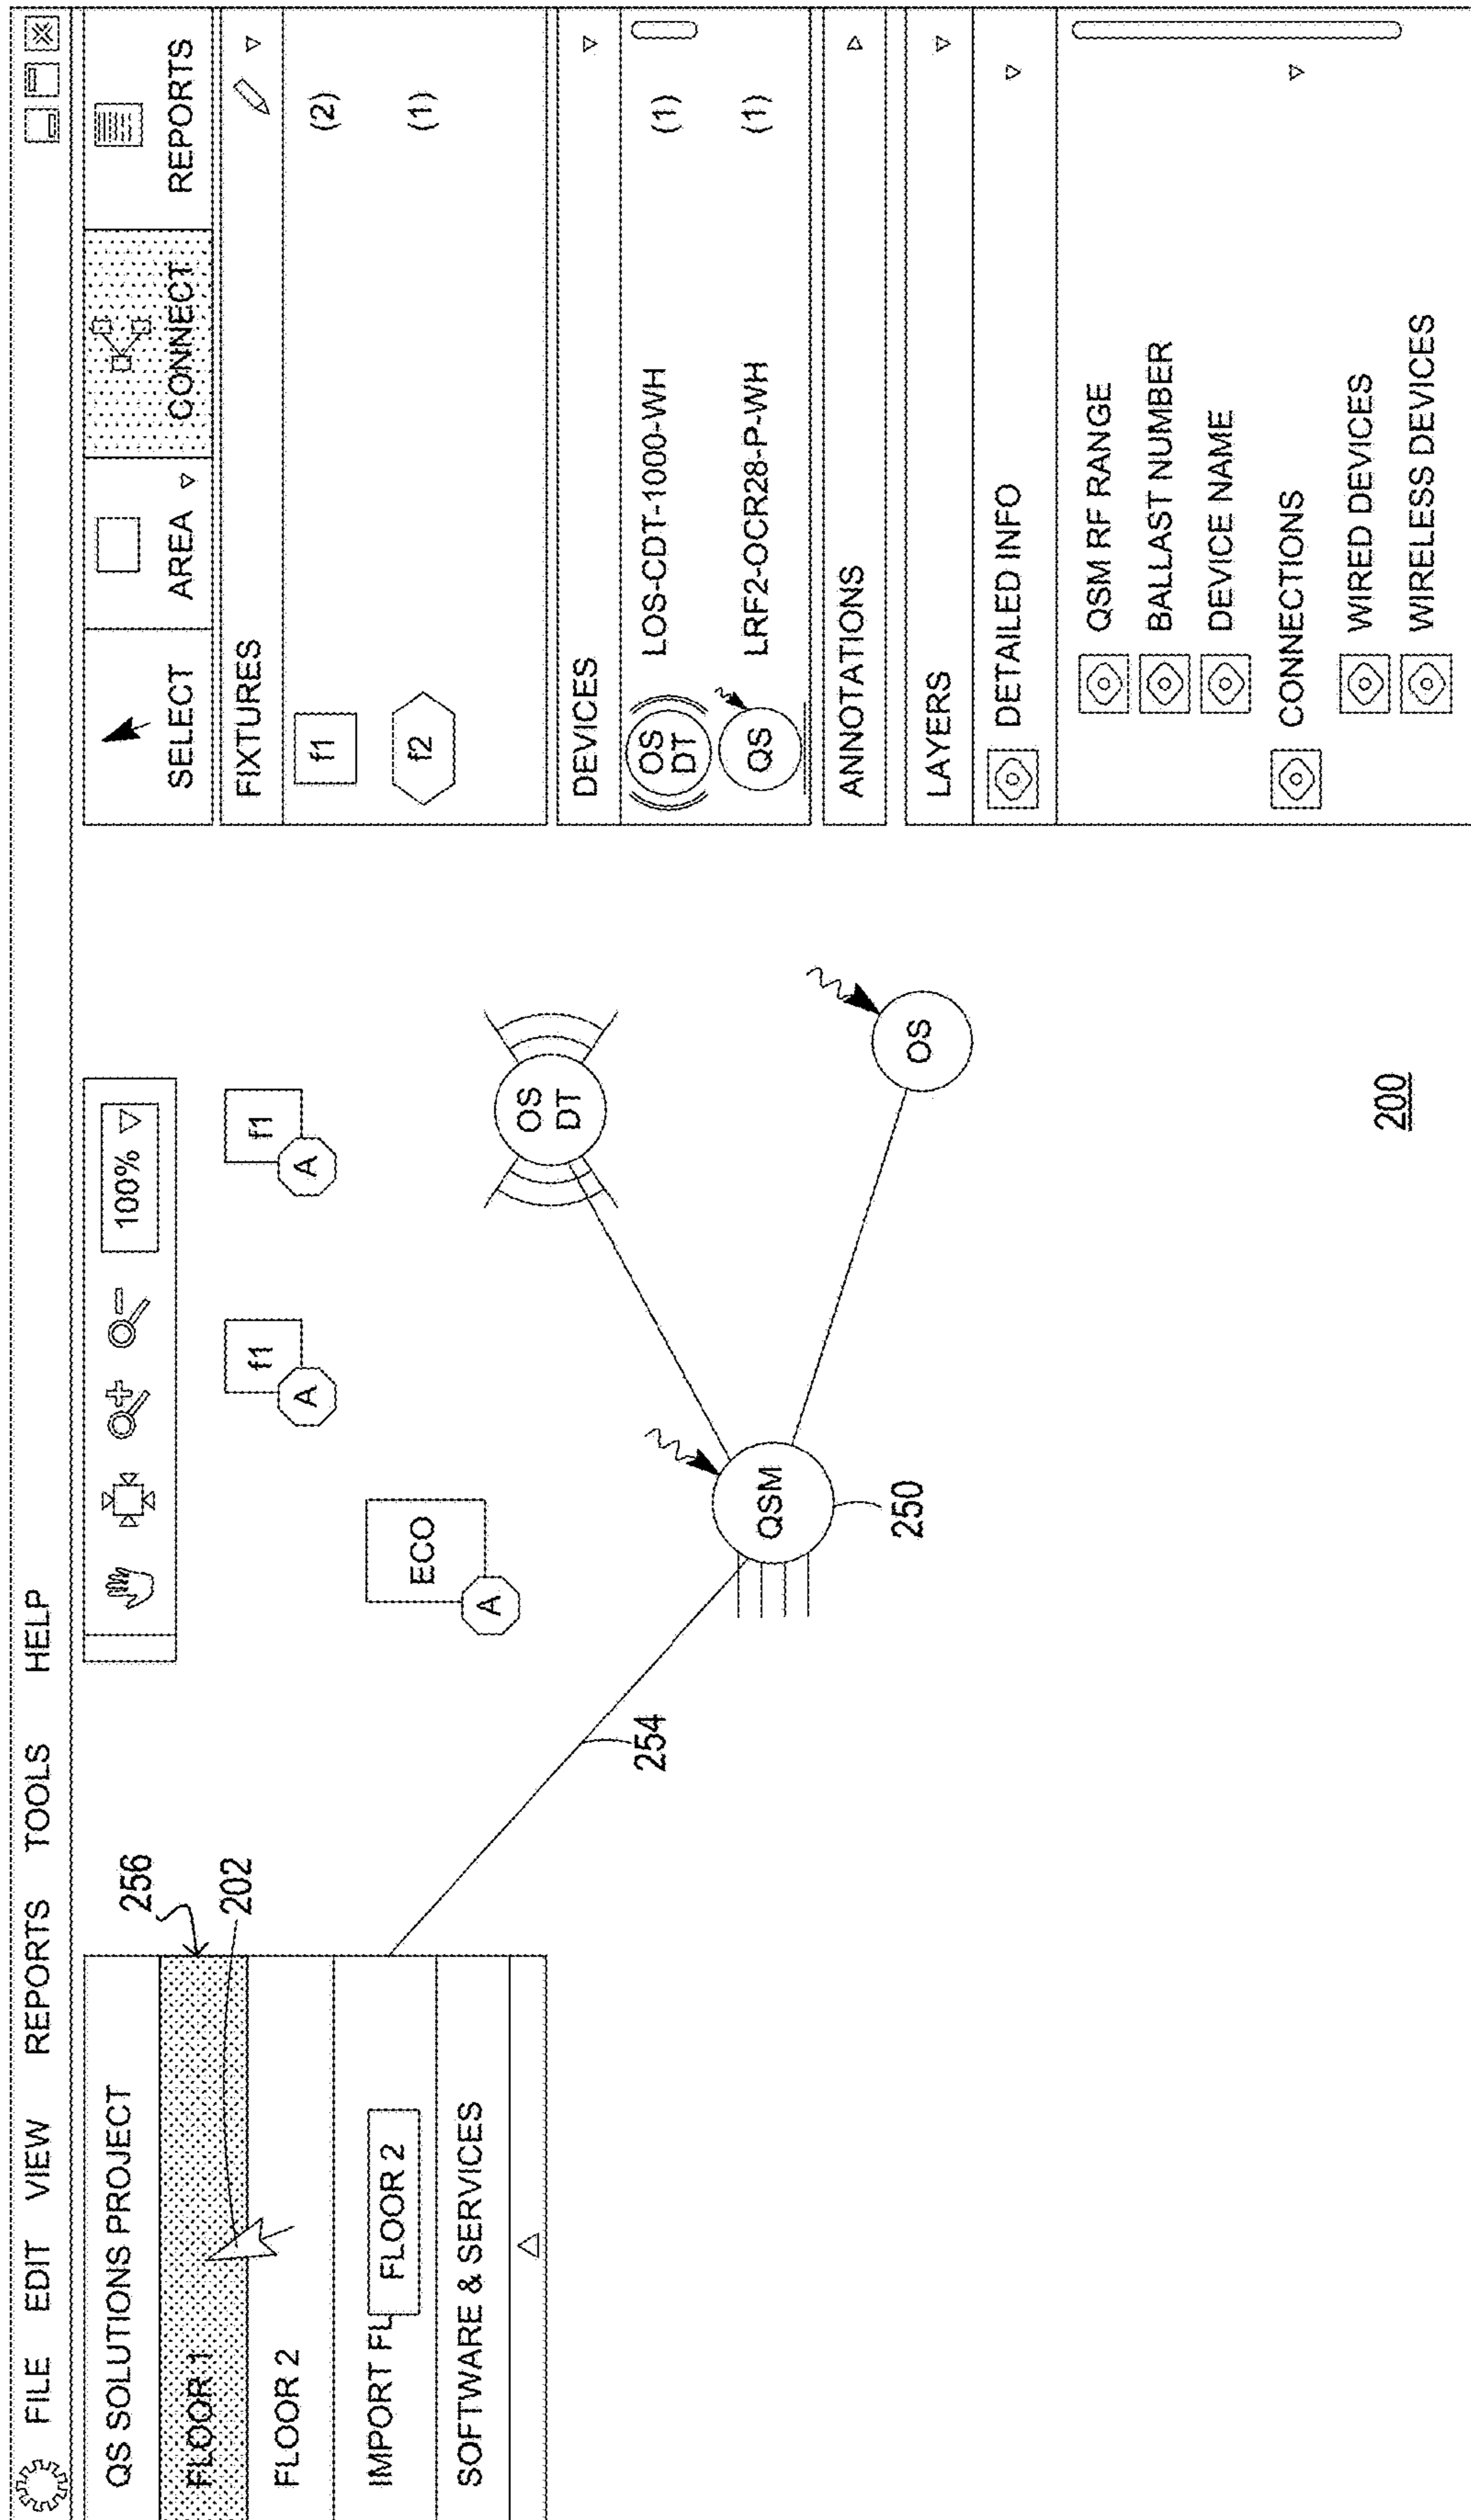 FILE EDIT VIEW REPORTS TOOLS HELP
QS SOLUTIONS PROJECT
FLOOR 1
FLOOR 2
IMPORT FL
FLOOR 2
SOFTWARE & SERVICES
256
202
100%
f1
A
f1
A
ECO
A
OS
DT
QSM
OS
254
250
200
SELECT
AREA
CONNECT
REPORTS
FIXTURES
f1 (2)
f2 (1)
DEVICES
OS
DT
LOS-CDT-1000-WH (1)
QS LRF2-OCR28-P-WH (1)
ANNOTATIONS
LAYERS
DETAILED INFO
QSM RF RANGE
BALLAST NUMBER
DEVICE NAME
CONNECTIONS
WIRED DEVICES
WIRELESS DEVICES